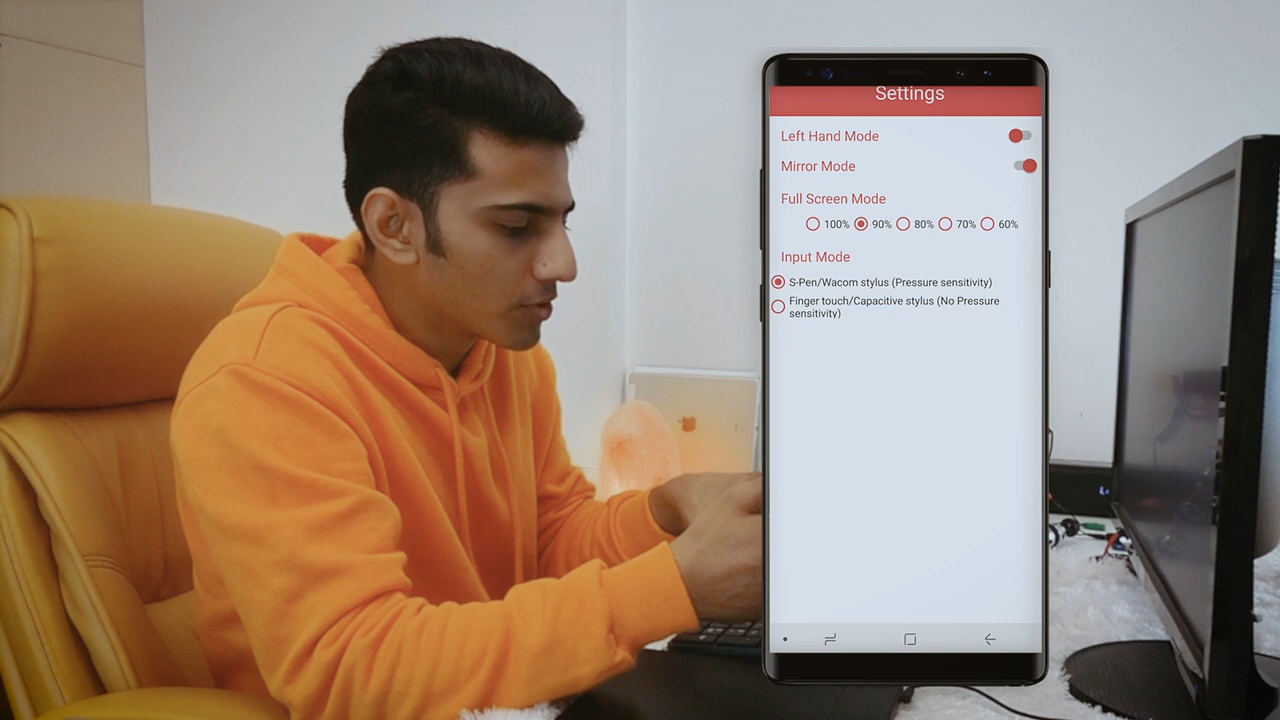 Settings
Left Hand Mode
Mirror Mode
Full Screen Mode
100% 90% 80% 70% 60%
Input Mode
S-Pen/Wacom stylus (Pressure sensitivity)
Finger touch/Capacitive stylus (No Pressure
sensitivity)